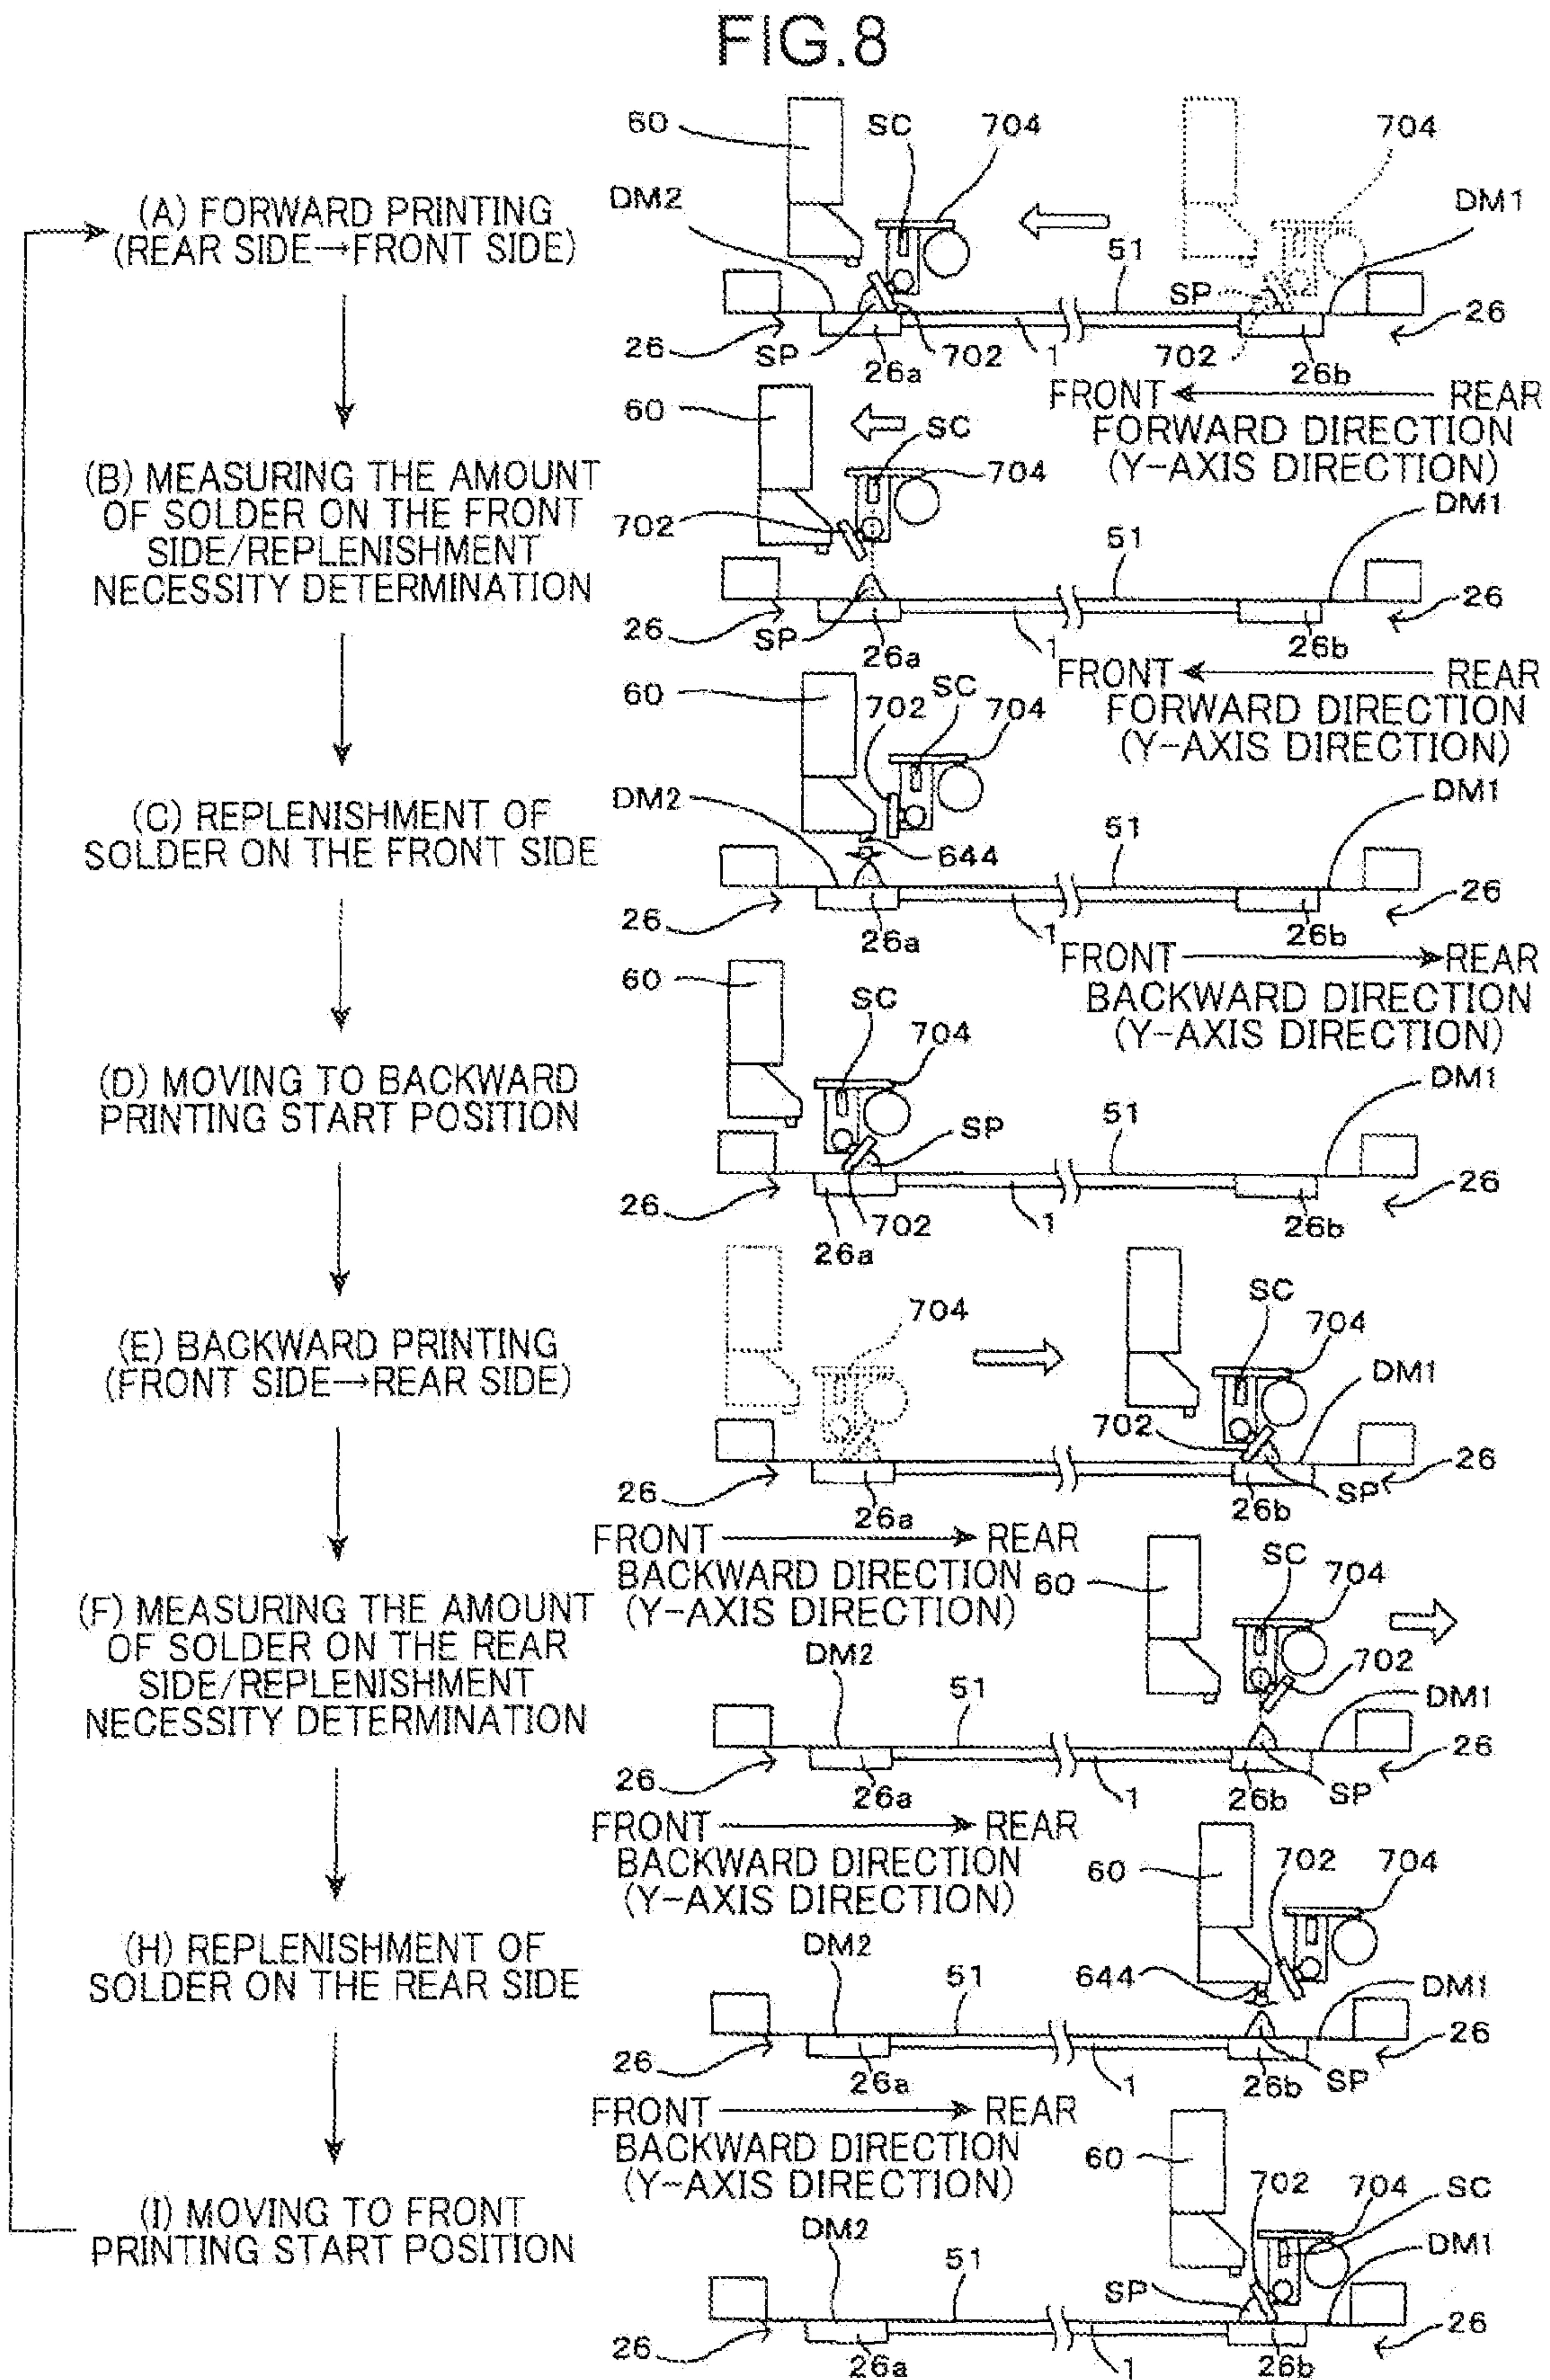 FIG.8
60
SC
704
704
DM2
DM1
(A) FORWARD PRINTING
(REAR SIDE→FRONT SIDE)
51
SP
26
26
SP
702
1
702
26a
26b
FRONT
REAR
FORWARD DIRECTION
(Y-AXIS DIRECTION)
60
SC
704
(B) MEASURING THE AMOUNT
OF SOLDER ON THE FRONT
SIDE/REPLENISHMENT
NECESSITY DETERMINATION
702
51
DM1
26
26
SP
26a
1
26b
FRONT
REAR
FORWARD DIRECTION
(Y-AXIS DIRECTION)
60
702
SC
704
(C) REPLENISHMENT OF
SOLDER ON THE FRONT SIDE
DM2
DM1
51
644
26
26
26a
1
26b
FRONT
REAR
BACKWARD DIRECTION
(Y-AXIS DIRECTION)
60
SC
704
(D) MOVING TO BACKWARD
PRINTING START POSITION
DM1
51
SP
26
26
702
26a
1
26b
704
SC
704
(E) BACKWARD PRINTING
(FRONT SIDE→REAR SIDE)
DM1
702
26
26
26a
26b
SP
FRONT
REAR
BACKWARD DIRECTION
(Y-AXIS DIRECTION)
60
SC
704
(F) MEASURING THE AMOUNT
OF SOLDER ON THE REAR
SIDE/REPLENISHMENT
NECESSITY DETERMINATION
DM2
51
702
DM1
26
26
26a
1
26b
SP
FRONT
REAR
BACKWARD DIRECTION
(Y-AXIS DIRECTION)
60
702
704
(H) REPLENISHMENT OF
SOLDER ON THE REAR SIDE
DM2
51
644
DM1
26
26
26a
1
26b
SP
FRONT
REAR
BACKWARD DIRECTION
(Y-AXIS DIRECTION)
60
702
704
SC
(I) MOVING TO FRONT
PRINTING START POSITION
DM2
51
SP
DM1
26
26
26a
1
26b